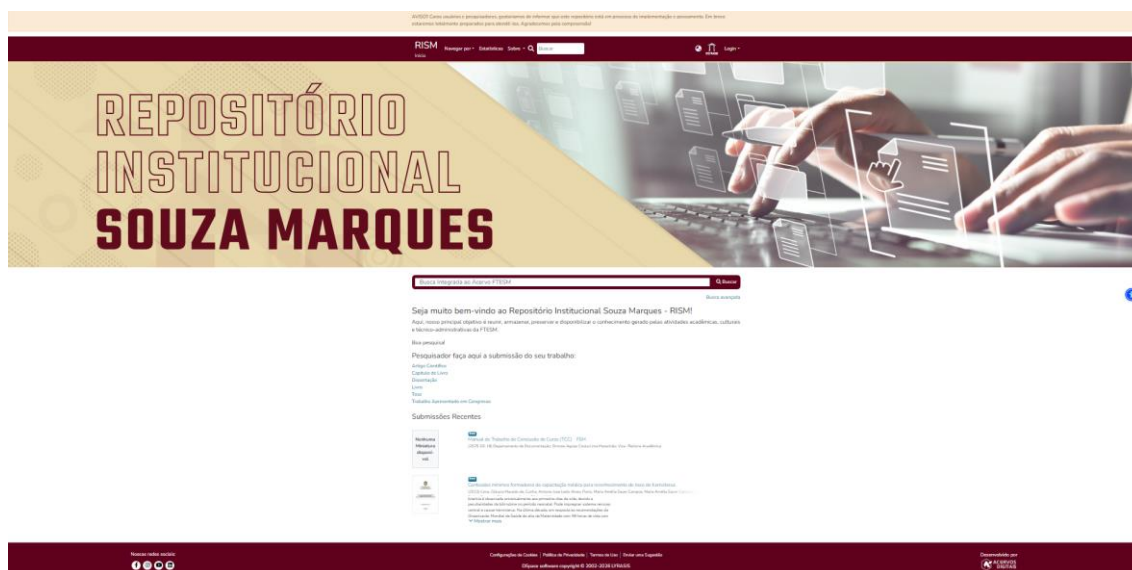 AVISO! Caros usuários e pesquisadores, gostaríamos de informar que este repositório está em processo de implementação e povoamento. Em breve
estaremos totalmente preparados para atendê-los. Agradecemos pela compreensão!
RISM Navegar por Estatísticas Sobre Buscar Login
Início
REPOSITÓRIO
INSTITUCIONAL
SOUZA MARQUES
Busca Integrada ao Acervo FTESM Buscar
Busca avançada
Seja muito bem-vindo ao Repositório Institucional Souza Marques - RISM!
Aqui, nosso principal objetivo é reunir, armazenar, preservar e disponibilizar o conhecimento gerado pelas atividades acadêmicas, culturais
e técnico-administrativas da FTESM.
Boa pesquisa!
Pesquisador faça aqui a submissão do seu trabalho:
Artigo Científico
Capítulo de Livro
Dissertação
Livro
Tese
Trabalho Apresentado em Congresso
Submissões Recentes
Nenhuma
Miniatura
disponí-
vel
Manual de Trabalho de Conclusão de Curso (TCC) - FSM
Mostrar mais
Nossas redes sociais:
Configurações de Cookies | Política de Privacidade | Termos de Uso | Enviar uma Sugestão
DSpace software copyright © 2002-2026 LYRASIS
Desenvolvido por
ACERVOS
DIGITAIS